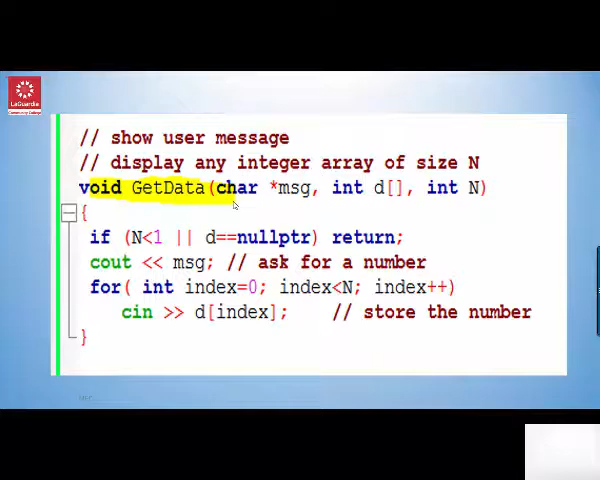 LaGuardia
Community College
// show user message
// display any integer array of size N
void GetData(char *msg, int d[], int N)
{
if (N<1 || d==nullptr) return;
cout << msg; // ask for a number
for( int index=0; index<N; index++)
cin >> d[index]; // store the number
}